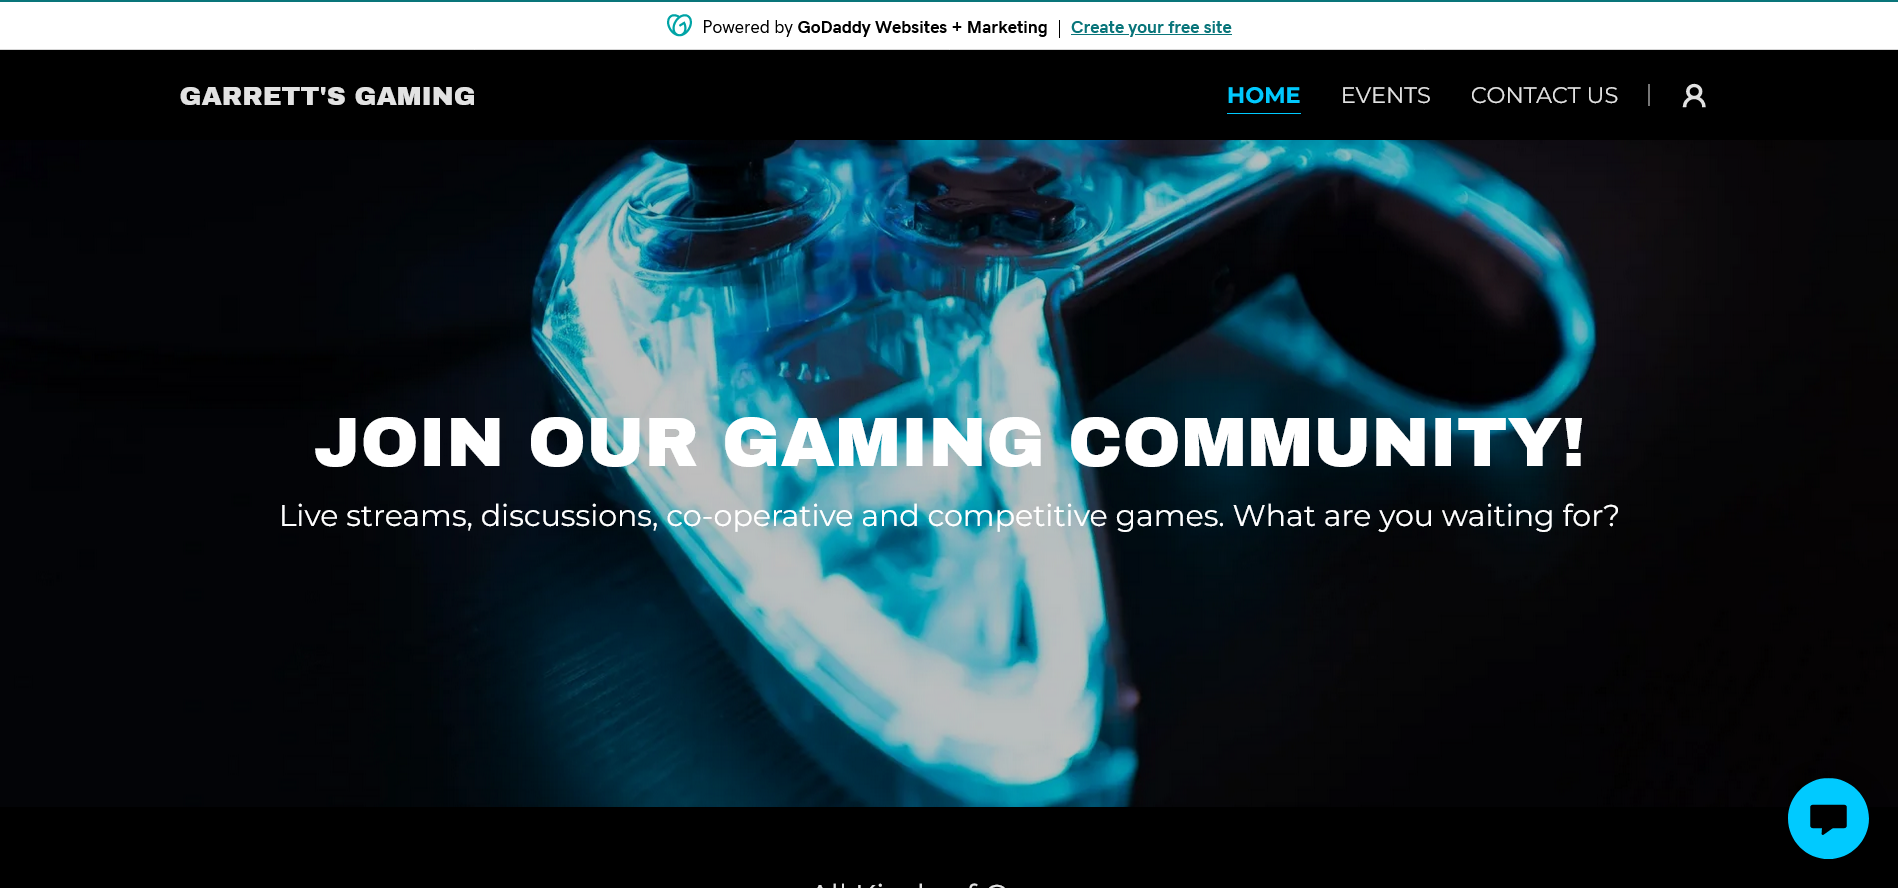 Powered by GoDaddy Websites + Marketing | Create your free site
GARRETT'S GAMING
HOME
EVENTS
CONTACT US
JOIN OUR GAMING COMMUNITY!
Live streams, discussions, co-operative and competitive games. What are you waiting for?